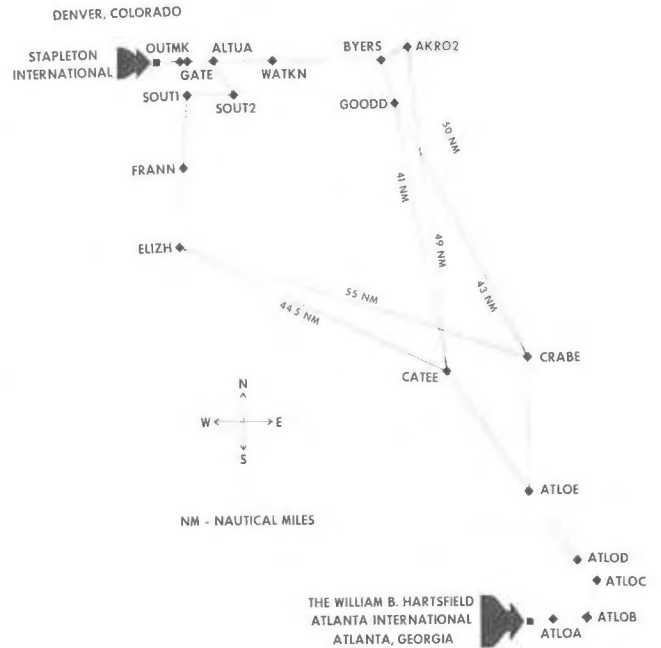 DENVER, COLORADO
STAPLETON
INTERNATIONAL
OUTMK
ALTUA
GATE
WATKN
BYERS
AKRO2
SOUT1
SOUT2
GOODD
FRANN
50 NM
41 NM
ELIZH
49 NM
43 NM
55 NM
44.5 NM
CRABE
CATEE
N
W
E
S
ATLOE
NM - NAUTICAL MILES
ATLOD
ATLOC
THE WILLIAM B. HARTSFIELD
ATLANTA INTERNATIONAL
ATLANTA, GEORGIA
ATLOB
ATLOA